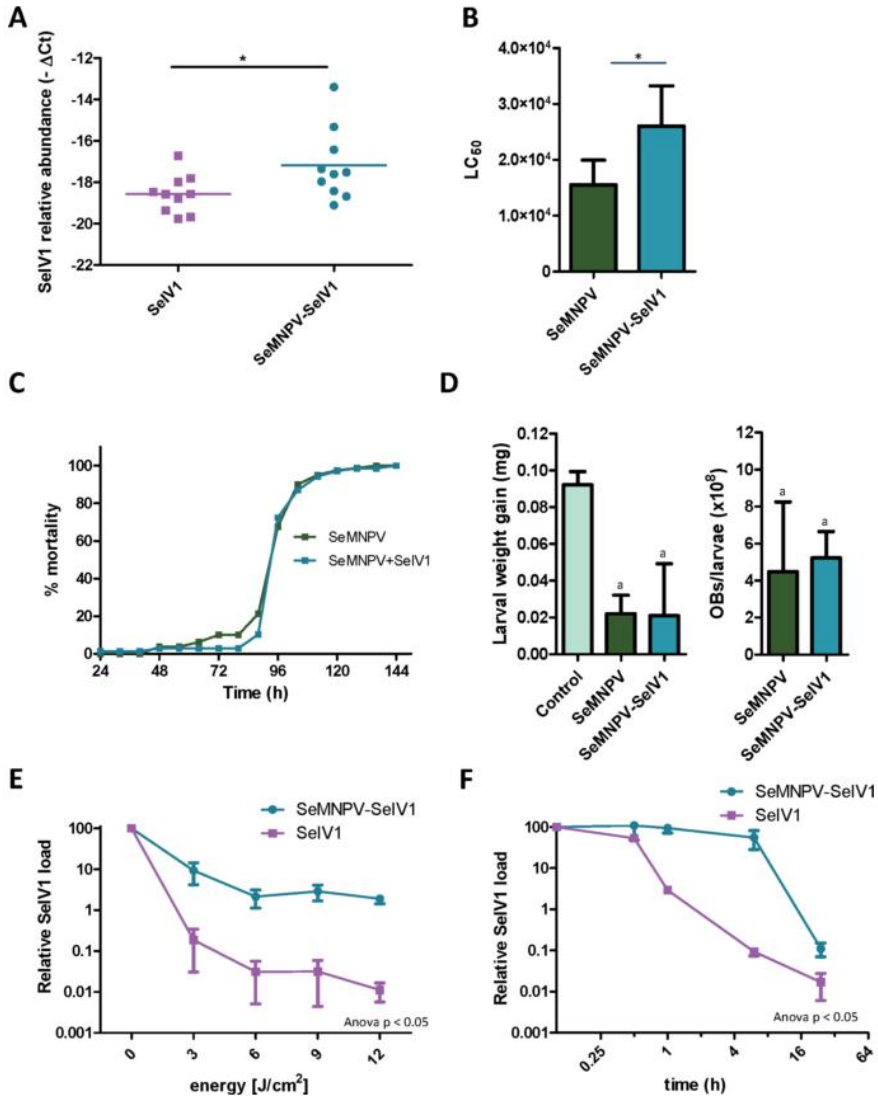 A
SeIV1 relative abundance (- ΔCt)
-12
-14
-16
-18
-20
-22
*
SeIV1
SeMNPV-SeIV1
B
LC₅₀
4.0×10⁴
3.0×10⁴
2.0×10⁴
1.0×10⁴
0
*
SeMNPV
SeMNPV-SeIV1
C
% mortality
100
80
60
40
20
0
SeMNPV
SeMNPV+SeIV1
24
48
72
96
120
144
Time (h)
D
Larval weight gain (mg)
0.12
0.10
0.08
0.06
0.04
0.02
0.00
a
a
Control
SeMNPV
SeMNPV-SeIV1
OBs/larvae (x10⁸)
12
10
8
6
4
2
0
a
a
SeMNPV
SeMNPV-SeIV1
E
SeMNPV-SeIV1
SeIV1
Relative SeIV1 load
100
10
1
0.1
0.01
0.001
Anova p < 0.05
0
3
6
9
12
energy [J/cm²]
F
SeMNPV-SeIV1
SeIV1
Relative SeIV1 load
100
10
1
0.1
0.01
0.001
Anova p < 0.05
0.25
1
4
16
64
time (h)